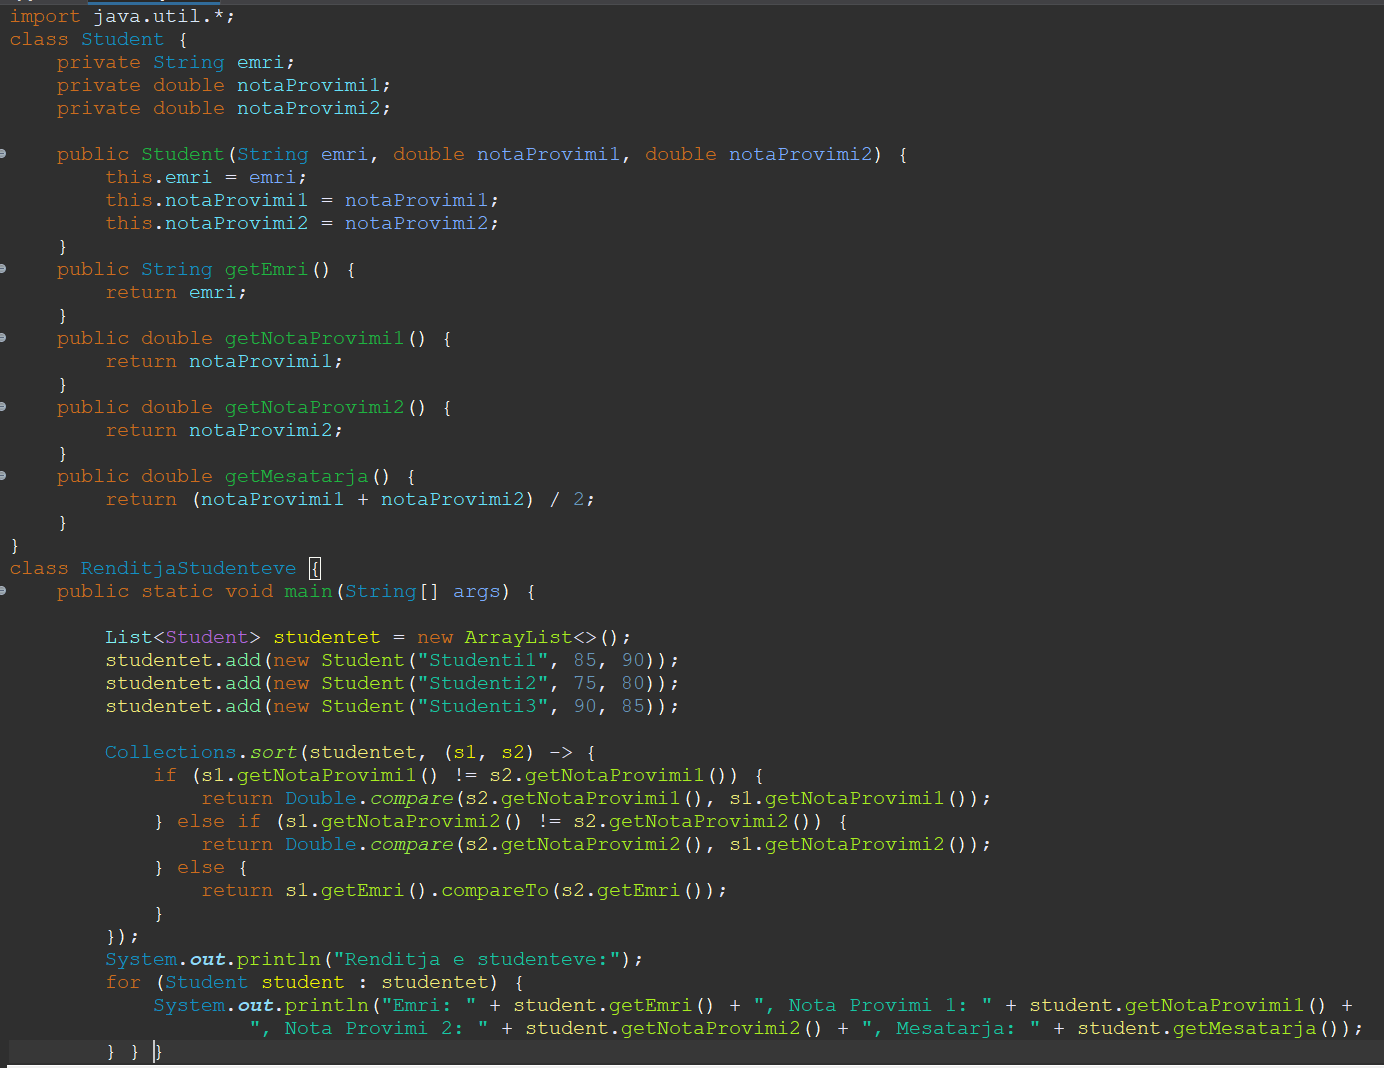 import java.util.*;
class Student {
    private String emri;
    private double notaProvimi1;
    private double notaProvimi2;

    public Student(String emri, double notaProvimi1, double notaProvimi2) {
        this.emri = emri;
        this.notaProvimi1 = notaProvimi1;
        this.notaProvimi2 = notaProvimi2;
    }
    public String getEmri() {
        return emri;
    }
    public double getNotaProvimi1() {
        return notaProvimi1;
    }
    public double getNotaProvimi2() {
        return notaProvimi2;
    }
    public double getMesatarja() {
        return (notaProvimi1 + notaProvimi2) / 2;
    }
}
class RenditjaStudenteve {
    public static void main(String[] args) {

        List<Student> studentet = new ArrayList<>();
        studentet.add(new Student("Studenti1", 85, 90));
        studentet.add(new Student("Studenti2", 75, 80));
        studentet.add(new Student("Studenti3", 90, 85));

        Collections.sort(studentet, (s1, s2) -> {
            if (s1.getNotaProvimi1() != s2.getNotaProvimi1()) {
                return Double.compare(s2.getNotaProvimi1(), s1.getNotaProvimi1());
            } else if (s1.getNotaProvimi2() != s2.getNotaProvimi2()) {
                return Double.compare(s2.getNotaProvimi2(), s1.getNotaProvimi2());
            } else {
                return s1.getEmri().compareTo(s2.getEmri());
            }
        });
        System.out.println("Renditja e studenteve:");
        for (Student student : studentet) {
            System.out.println("Emri: " + student.getEmri() + ", Nota Provimi 1: " + student.getNotaProvimi1() +
                    ", Nota Provimi 2: " + student.getNotaProvimi2() + ", Mesatarja: " + student.getMesatarja());
        } } }